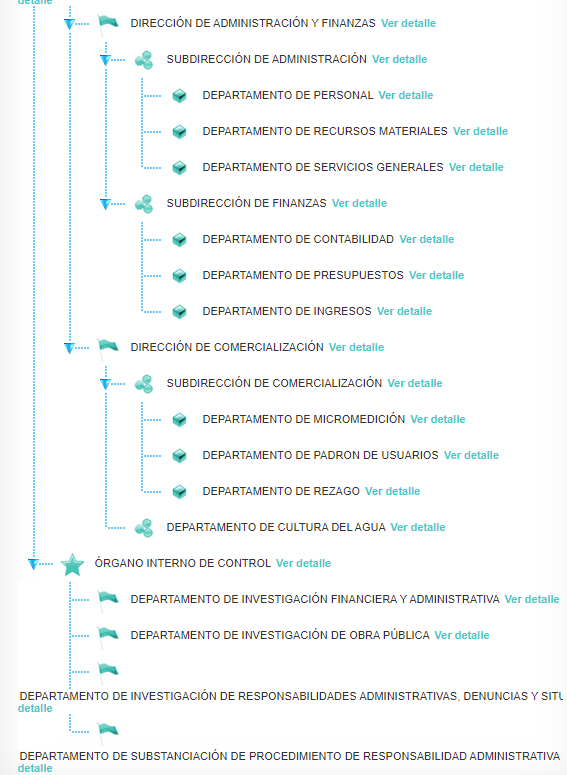 detalle
DIRECCIÓN DE ADMINISTRACIÓN Y FINANZAS Ver detalle
SUBDIRECCIÓN DE ADMINISTRACIÓN Ver detalle
DEPARTAMENTO DE PERSONAL Ver detalle
DEPARTAMENTO DE RECURSOS MATERIALES Ver detalle
DEPARTAMENTO DE SERVICIOS GENERALES Ver detalle
SUBDIRECCIÓN DE FINANZAS Ver detalle
DEPARTAMENTO DE CONTABILIDAD Ver detalle
DEPARTAMENTO DE PRESUPUESTOS Ver detalle
DEPARTAMENTO DE INGRESOS Ver detalle
DIRECCIÓN DE COMERCIALIZACIÓN Ver detalle
SUBDIRECCIÓN DE COMERCIALIZACIÓN Ver detalle
DEPARTAMENTO DE MICROMEDICIÓN Ver detalle
DEPARTAMENTO DE PADRON DE USUARIOS Ver detalle
DEPARTAMENTO DE REZAGO Ver detalle
DEPARTAMENTO DE CULTURA DEL AGUA Ver detalle
ÓRGANO INTERNO DE CONTROL Ver detalle
DEPARTAMENTO DE INVESTIGACIÓN FINANCIERA Y ADMINISTRATIVA Ver detalle
DEPARTAMENTO DE INVESTIGACIÓN DE OBRA PÚBLICA Ver detalle
DEPARTAMENTO DE INVESTIGACIÓN DE RESPONSABILIDADES ADMINISTRATIVAS, DENUNCIAS Y SITU
detalle
DEPARTAMENTO DE SUBSTANCIACIÓN DE PROCEDIMIENTO DE RESPONSABILIDAD ADMINISTRATIVA
detalle